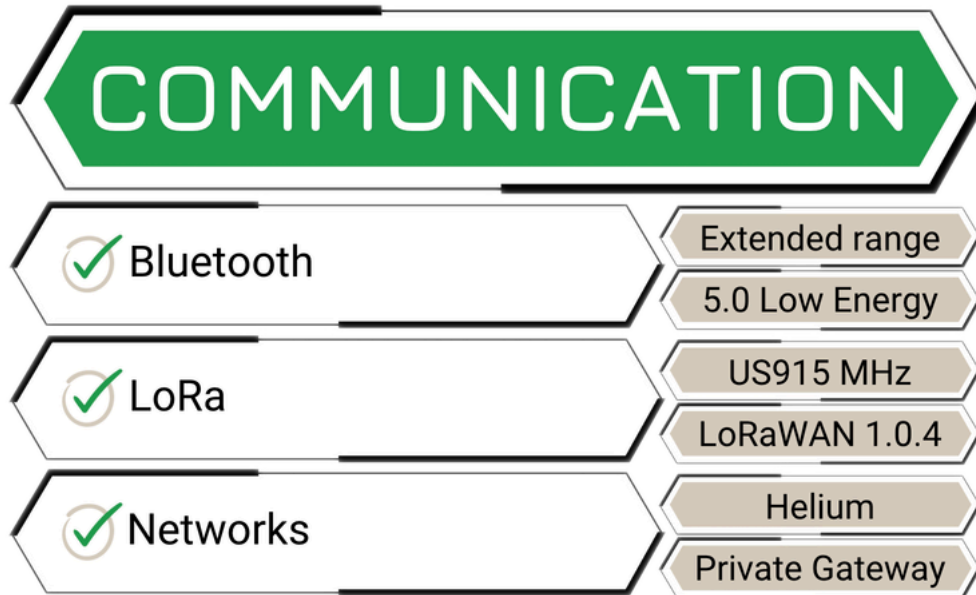 COMMUNICATION
Bluetooth
Extended range
5.0 Low Energy
LoRa
US915 MHz
LoRaWAN 1.0.4
Networks
Helium
Private Gateway